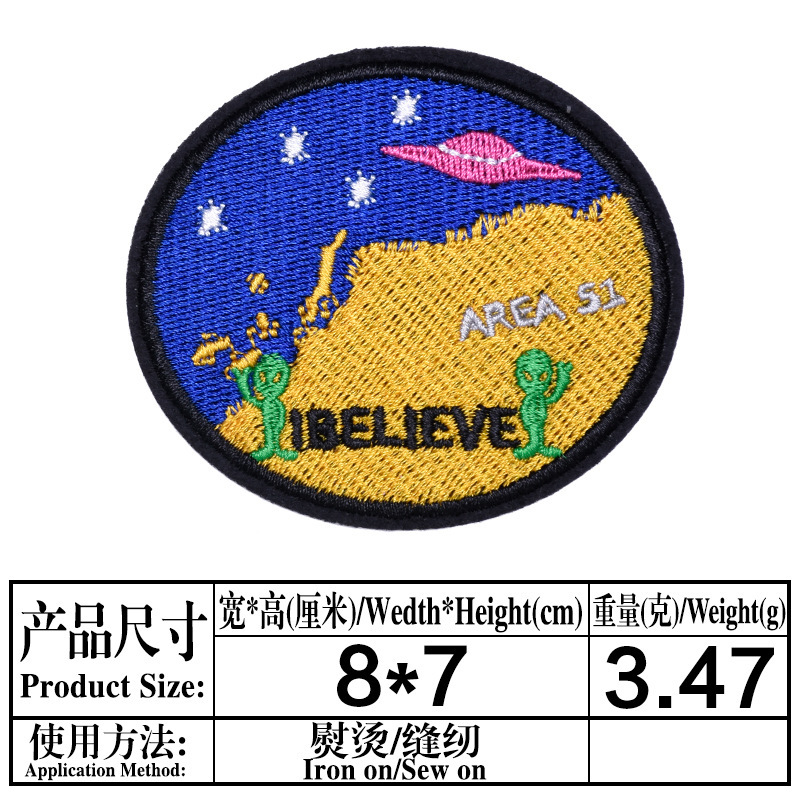 AREA 51
IBELIEVE
产品尺寸
Product Size:
宽*高(厘米)/Wedth*Height(cm)
重量(克)/Weight(g)
8*7
3.47
使用方法:
Application Method:
熨烫/缝纫
Iron on/Sew on